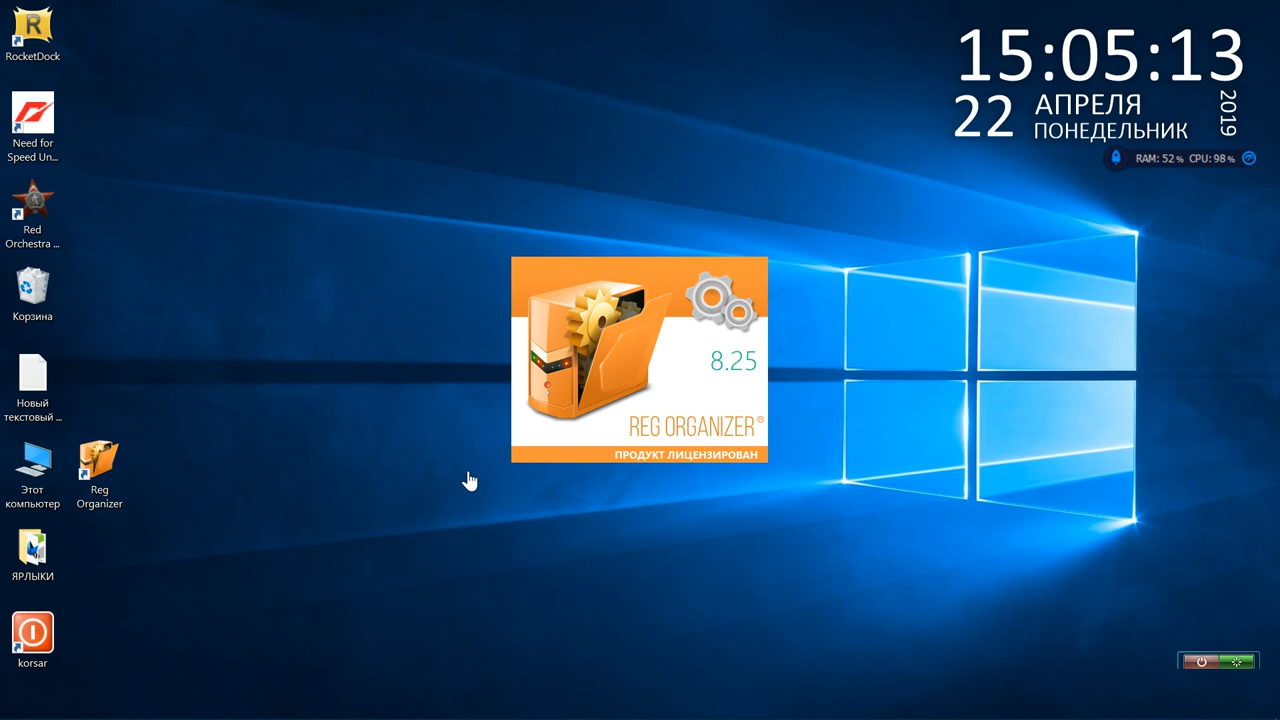 RocketDock
Need for
Speed Un...
Red
Orchestra ...
Корзина
Новый
текстовый ...
Этот
компьютер
Reg
Organizer
ЯРЛЫКИ
korsar
8.25
REG ORGANIZER®
ПРОДУКТ ЛИЦЕНЗИРОВАН
15:05:13
22
АПРЕЛЯ
ПОНЕДЕЛЬНИК
2019
RAM: 52 % CPU: 98 %